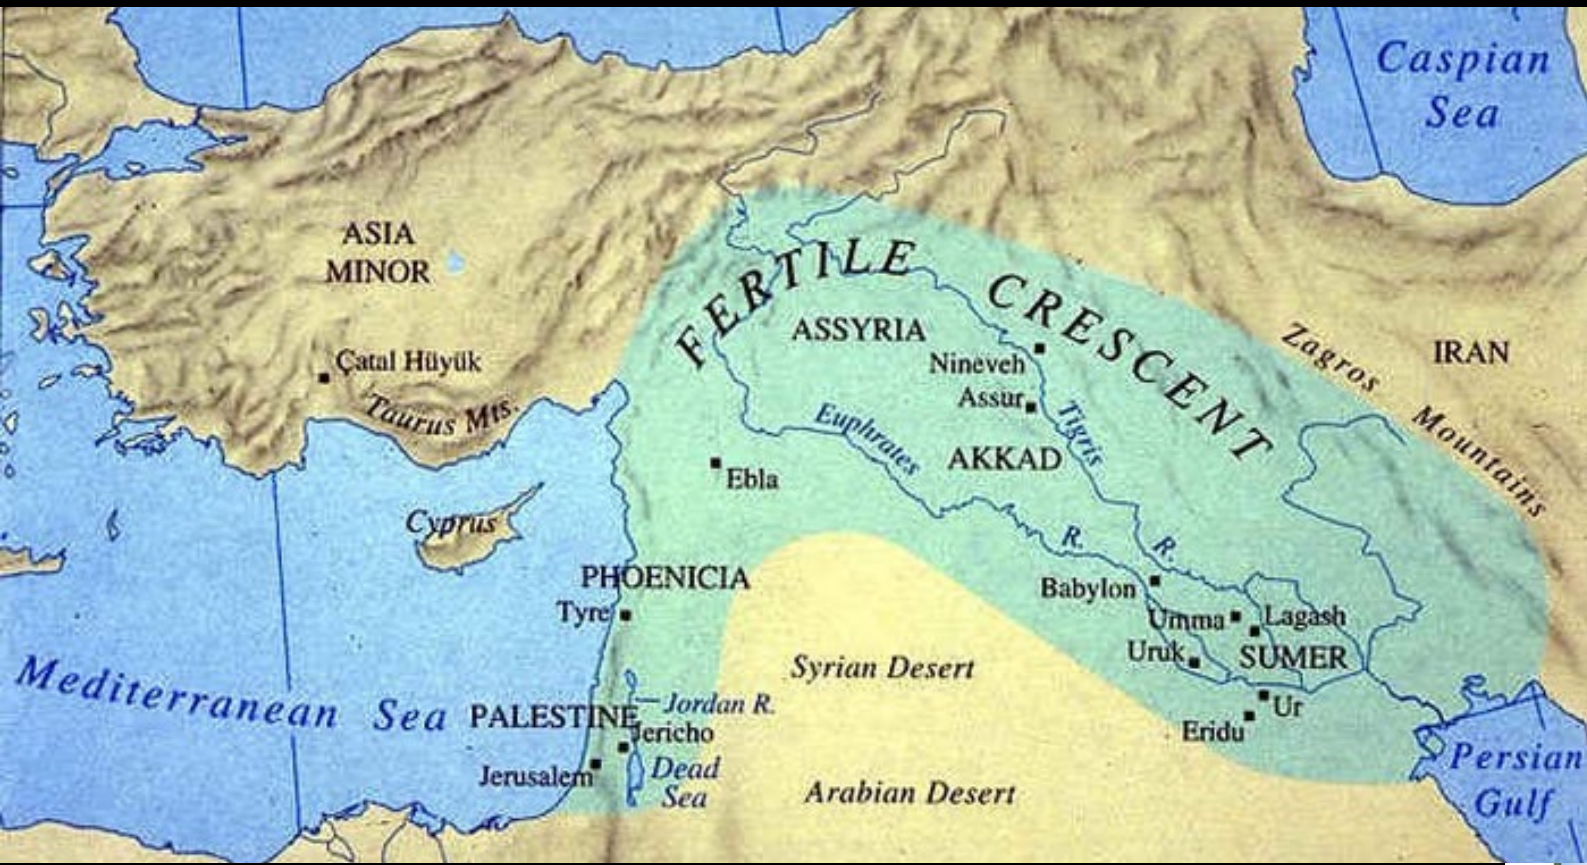 Caspian
Sea
ASIA
MINOR
FERTILE CRESCENT
ASSYRIA
Zagros Mountains
IRAN
Nineveh
Çatal Hüyük
Taurus Mts.
Assur
Tigris R.
Euphrates R.
AKKAD
Ebla
Cyprus
PHOENICIA
Tyre
Babylon
Umma
Lagash
Uruk
SUMER
Syrian Desert
Mediterranean Sea
PALESTINE
Jordan R.
Jericho
Ur
Eridu
Jerusalem
Dead
Sea
Persian
Gulf
Arabian Desert